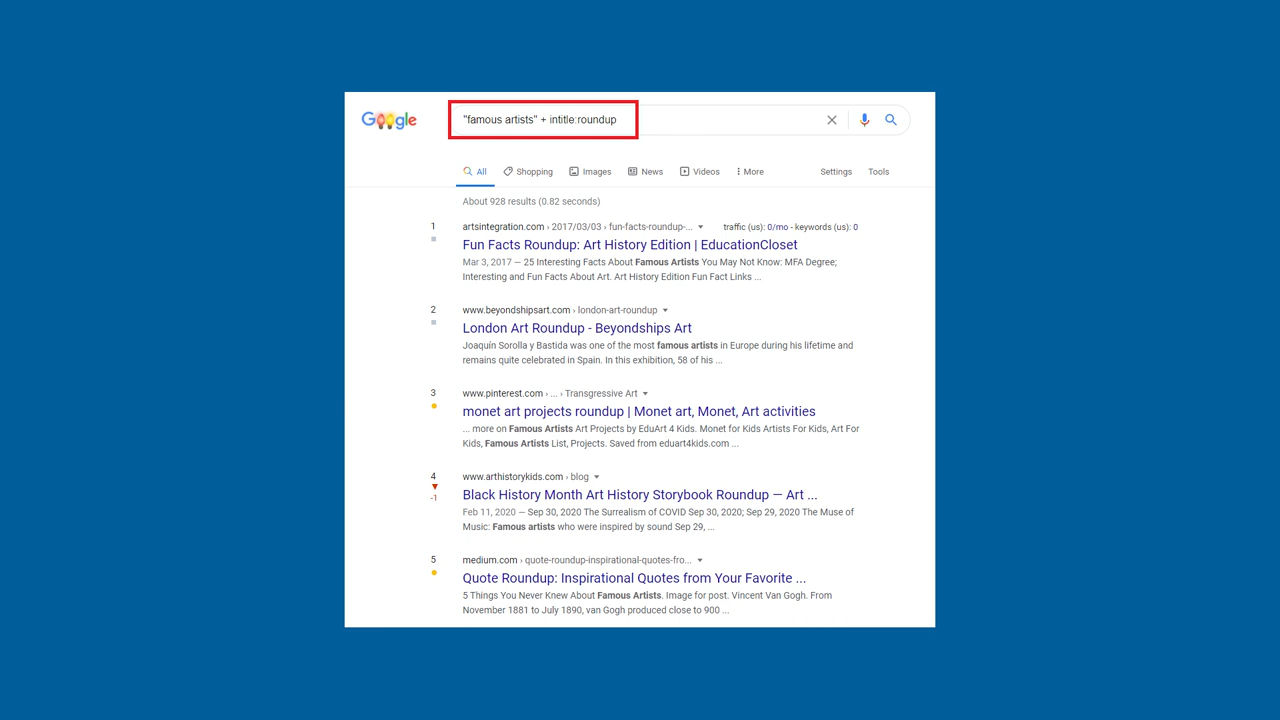 Google
"famous artists" + intitle:roundup
All Shopping Images News Videos More Settings Tools
About 928 results (0.82 seconds)
1 artsintegration.com › 2017/03/03 › fun-facts-roundup-... traffic (us): 0/mo - keywords (us): 0
Fun Facts Roundup: Art History Edition | EducationCloset
Mar 3, 2017 — 25 Interesting Facts About Famous Artists You May Not Know: MFA Degree;
Interesting and Fun Facts About Art. Art History Edition Fun Fact Links ...
2 www.beyondshipsart.com › london-art-roundup
London Art Roundup - Beyondships Art
Joaquín Sorolla y Bastida was one of the most famous artists in Europe during his lifetime and
remains quite celebrated in Spain. In this exhibition, 58 of his ...
3 www.pinterest.com › ... › Transgressive Art
monet art projects roundup | Monet art, Monet, Art activities
... more on Famous Artists Art Projects by EduArt 4 Kids. Monet for Kids Artists For Kids, Art For
Kids, Famous Artists List, Projects. Saved from eduart4kids.com ...
4 www.arthistorykids.com › blog
-1
Black History Month Art History Storybook Roundup — Art ...
Feb 11, 2020 — Sep 30, 2020 The Surrealism of COVID Sep 30, 2020; Sep 29, 2020 The Muse of
Music: Famous artists who were inspired by sound Sep 29, ...
5 medium.com › quote-roundup-inspirational-quotes-fro...
Quote Roundup: Inspirational Quotes from Your Favorite ...
5 Things You Never Knew About Famous Artists. Image for post. Vincent Van Gogh. From
November 1881 to July 1890, van Gogh produced close to 900 ...